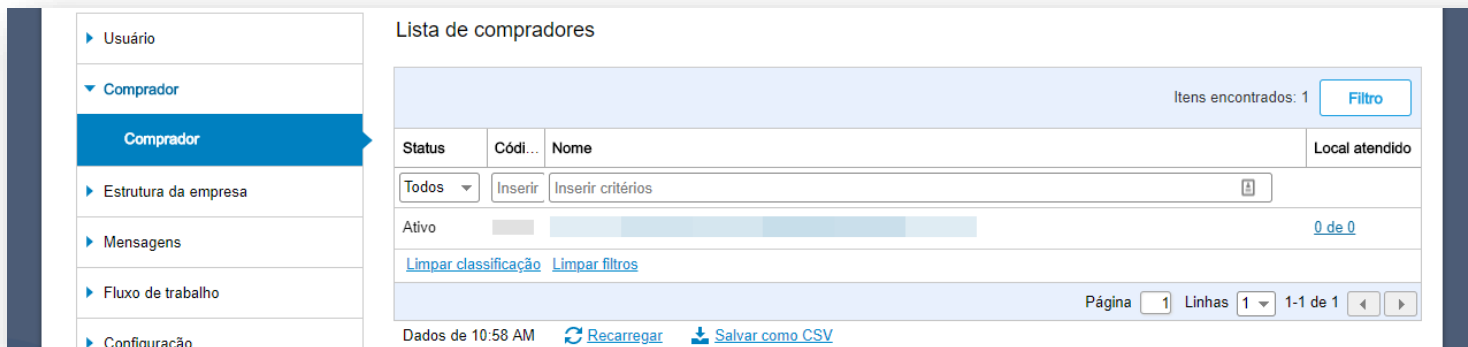 Usuário
Comprador
Comprador
Estrutura da empresa
Mensagens
Fluxo de trabalho
Configuração
Lista de compradores
Itens encontrados: 1 Filtro
Status Códi... Nome Local atendido
Todos Inserir Inserir critérios
Ativo 0 de 0
Limpar classificação Limpar filtros
Página 1 Linhas 1 1-1 de 1
Dados de 10:58 AM Recarregar Salvar como CSV